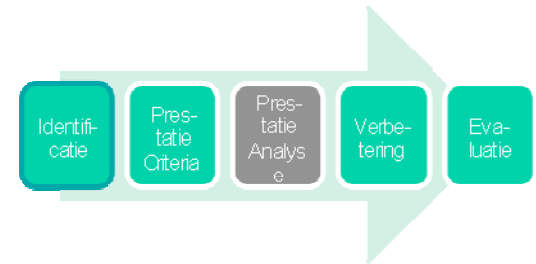 Identifi-
catie
Pres-
tatie
Criteria
Pres-
tatie
Analys
e
Verbe-
tering
Eva-
luatie